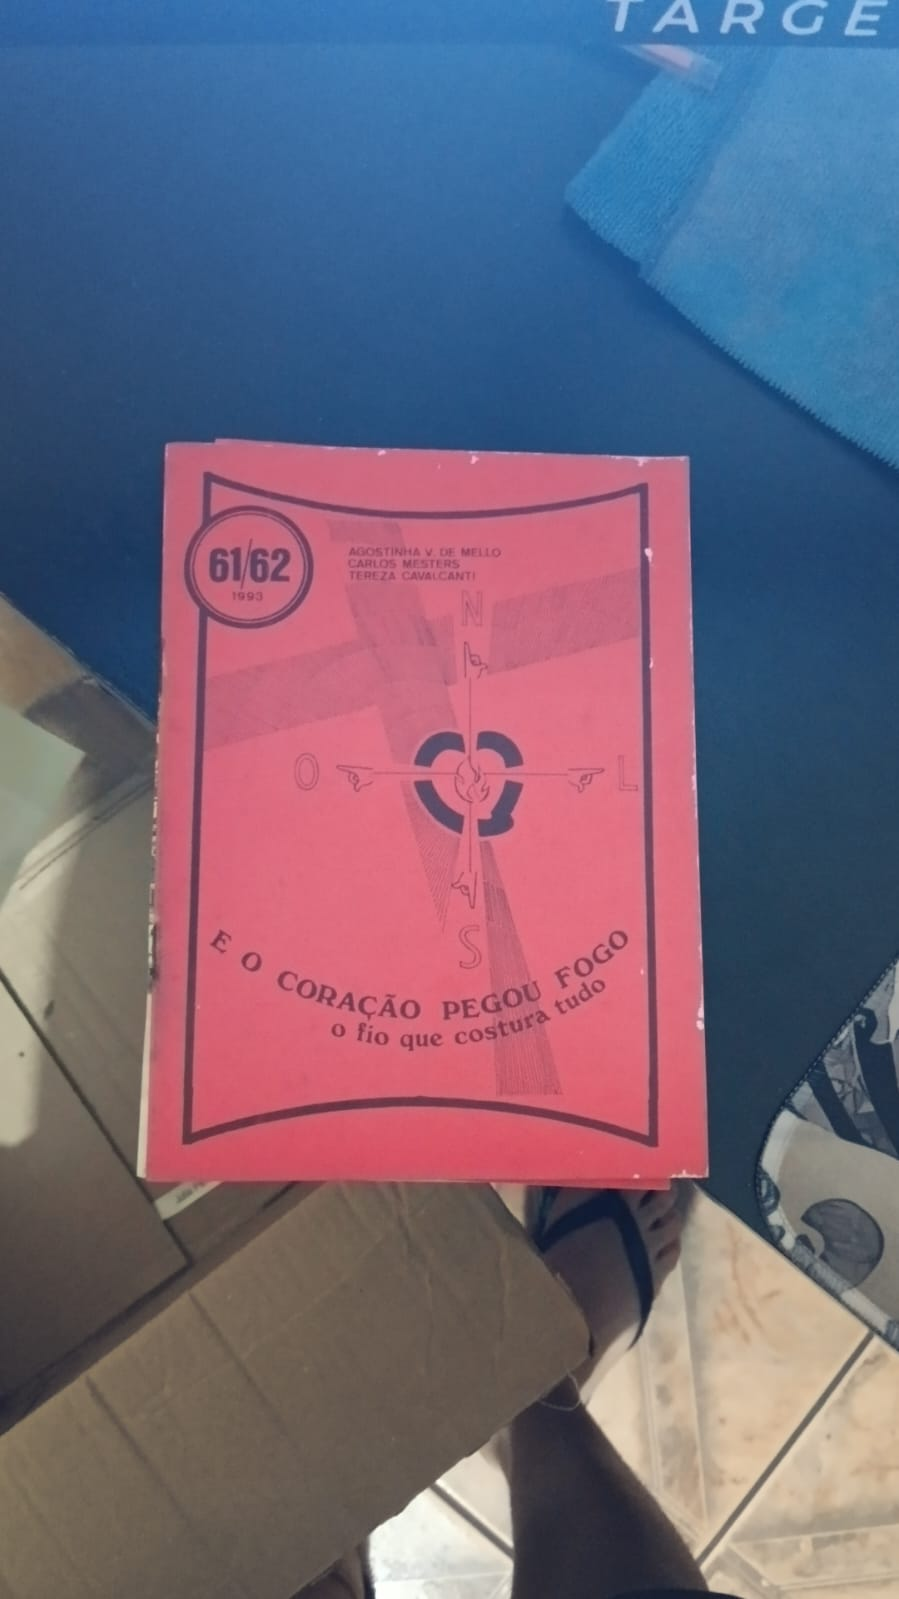 TARGE
61/62
1993
AGOSTINHA V. DE MELLO
CARLOS MESTERS
TEREZA CAVALCANTI
N
O
L
S
E O CORAÇÃO PEGOU FOGO
o fio que costura tudo